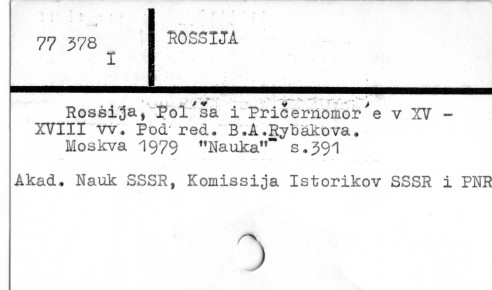 77 378
I
ROSSIJA
Rossija, Pol´ša i Pričernomor´e v XV -
XVIII vv. Pod red. B.A.Rybakova.
Moskva 1979 "Nauka" s.391
Akad. Nauk SSSR, Komissija Istorikov SSSR i PNR